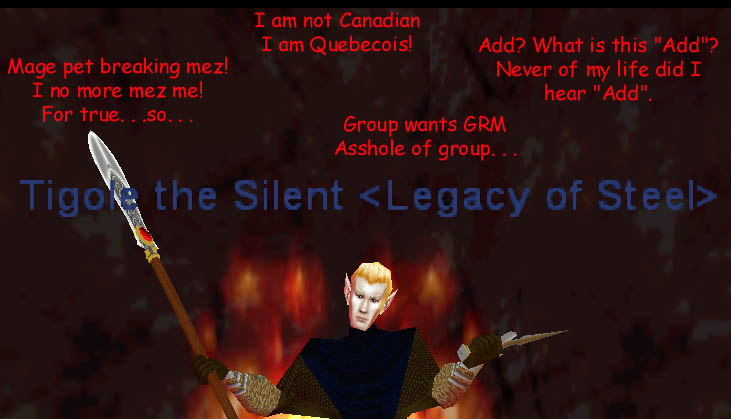 I am not Canadian
I am Quebecois!
Mage pet breaking mez!
I no more mez me!
For true. . .so. . .
Add? What is this "Add"?
Never of my life did I
hear "Add".
Group wants GRM
Asshole of group. . .
Tigole the Silent <Legacy of Steel>